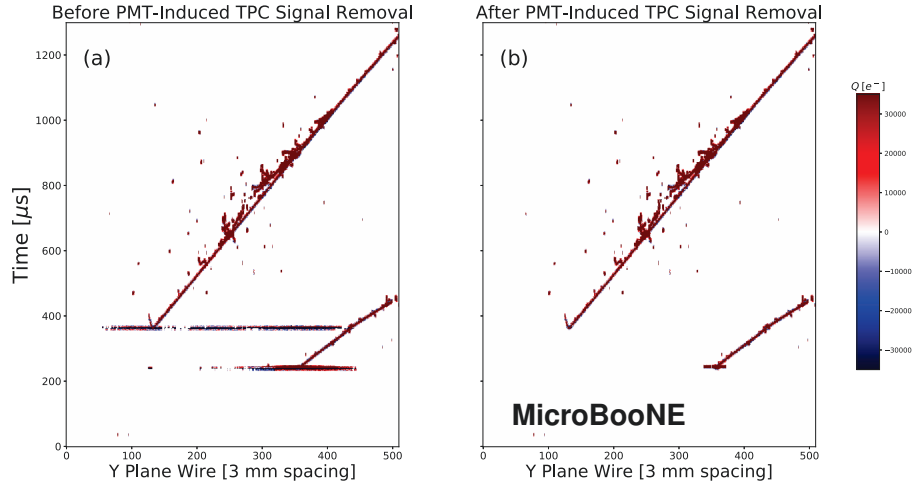 Before PMT-Induced TPC Signal Removal
After PMT-Induced TPC Signal Removal
(a)
(b)
Time [μs]
1200
1000
800
600
400
200
0
0 100 200 300 400 500
Y Plane Wire [3 mm spacing]
MicroBooNE
0 100 200 300 400 500
Y Plane Wire [3 mm spacing]
Q [e⁻]
30000
20000
10000
0
−10000
−20000
−30000